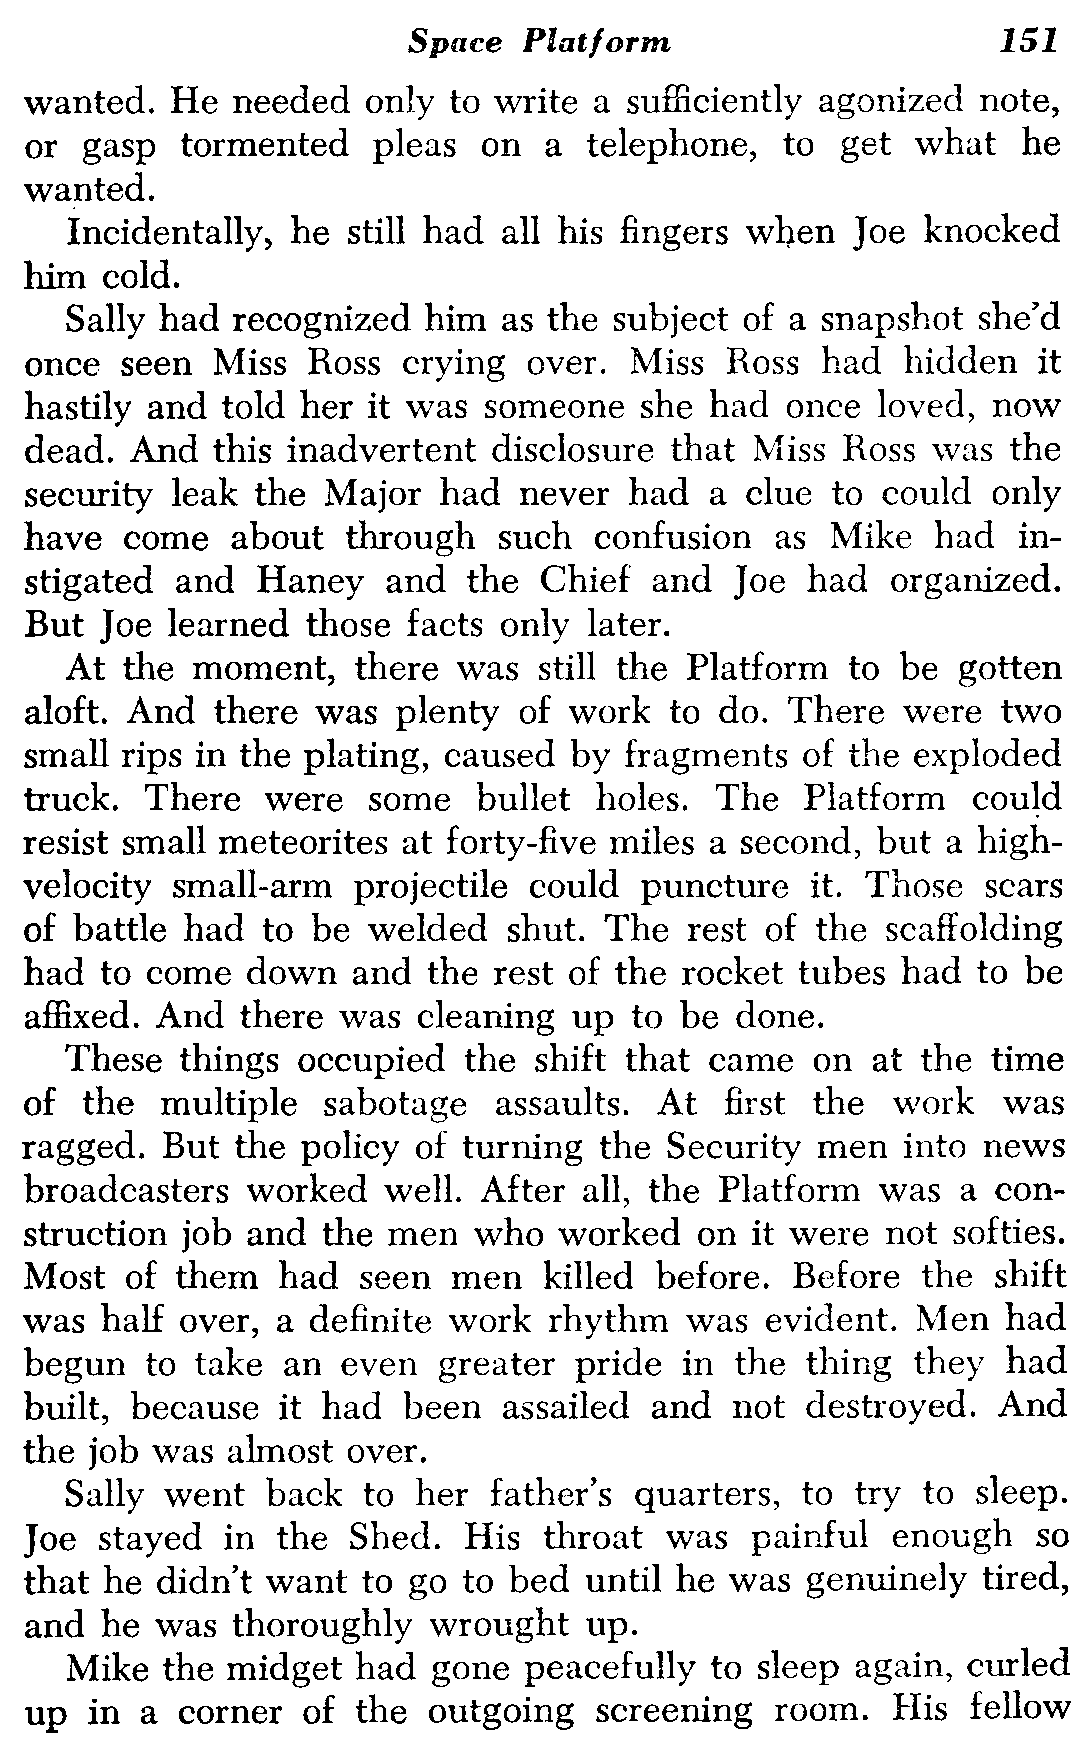 Space Platform 151
wanted. He needed only to write a sufficiently agonized note,
or gasp tormented pleas on a telephone, to get what he
wanted.
Incidentally, he still had all his fingers when Joe knocked
him cold.
Sally had recognized him as the subject of a snapshot she'd
once seen Miss Ross crying over. Miss Ross had hidden it
hastily and told her it was someone she had once loved, now
dead. And this inadvertent disclosure that Miss Ross was the
security leak the Major had never had a clue to could only
have come about through such confusion as Mike had in-
stigated and Haney and the Chief and Joe had organized.
But Joe learned those facts only later.
At the moment, there was still the Platform to be gotten
aloft. And there was plenty of work to do. There were two
small rips in the plating, caused by fragments of the exploded
truck. There were some bullet holes. The Platform could
resist small meteorites at forty-five miles a second, but a high-
velocity small-arm projectile could puncture it. Those scars
of battle had to be welded shut. The rest of the scaffolding
had to come down and the rest of the rocket tubes had to be
affixed. And there was cleaning up to be done.
These things occupied the shift that came on at the time
of the multiple sabotage assaults. At first the work was
ragged. But the policy of turning the Security men into news
broadcasters worked well. After all, the Platform was a con-
struction job and the men who worked on it were not softies.
Most of them had seen men killed before. Before the shift
was half over, a definite work rhythm was evident. Men had
begun to take an even greater pride in the thing they had
built, because it had been assailed and not destroyed. And
the job was almost over.
Sally went back to her father's quarters, to try to sleep.
Joe stayed in the Shed. His throat was painful enough so
that he didn't want to go to bed until he was genuinely tired,
and he was thoroughly wrought up.
Mike the midget had gone peacefully to sleep again, curled
up in a corner of the outgoing screening room. His fellow